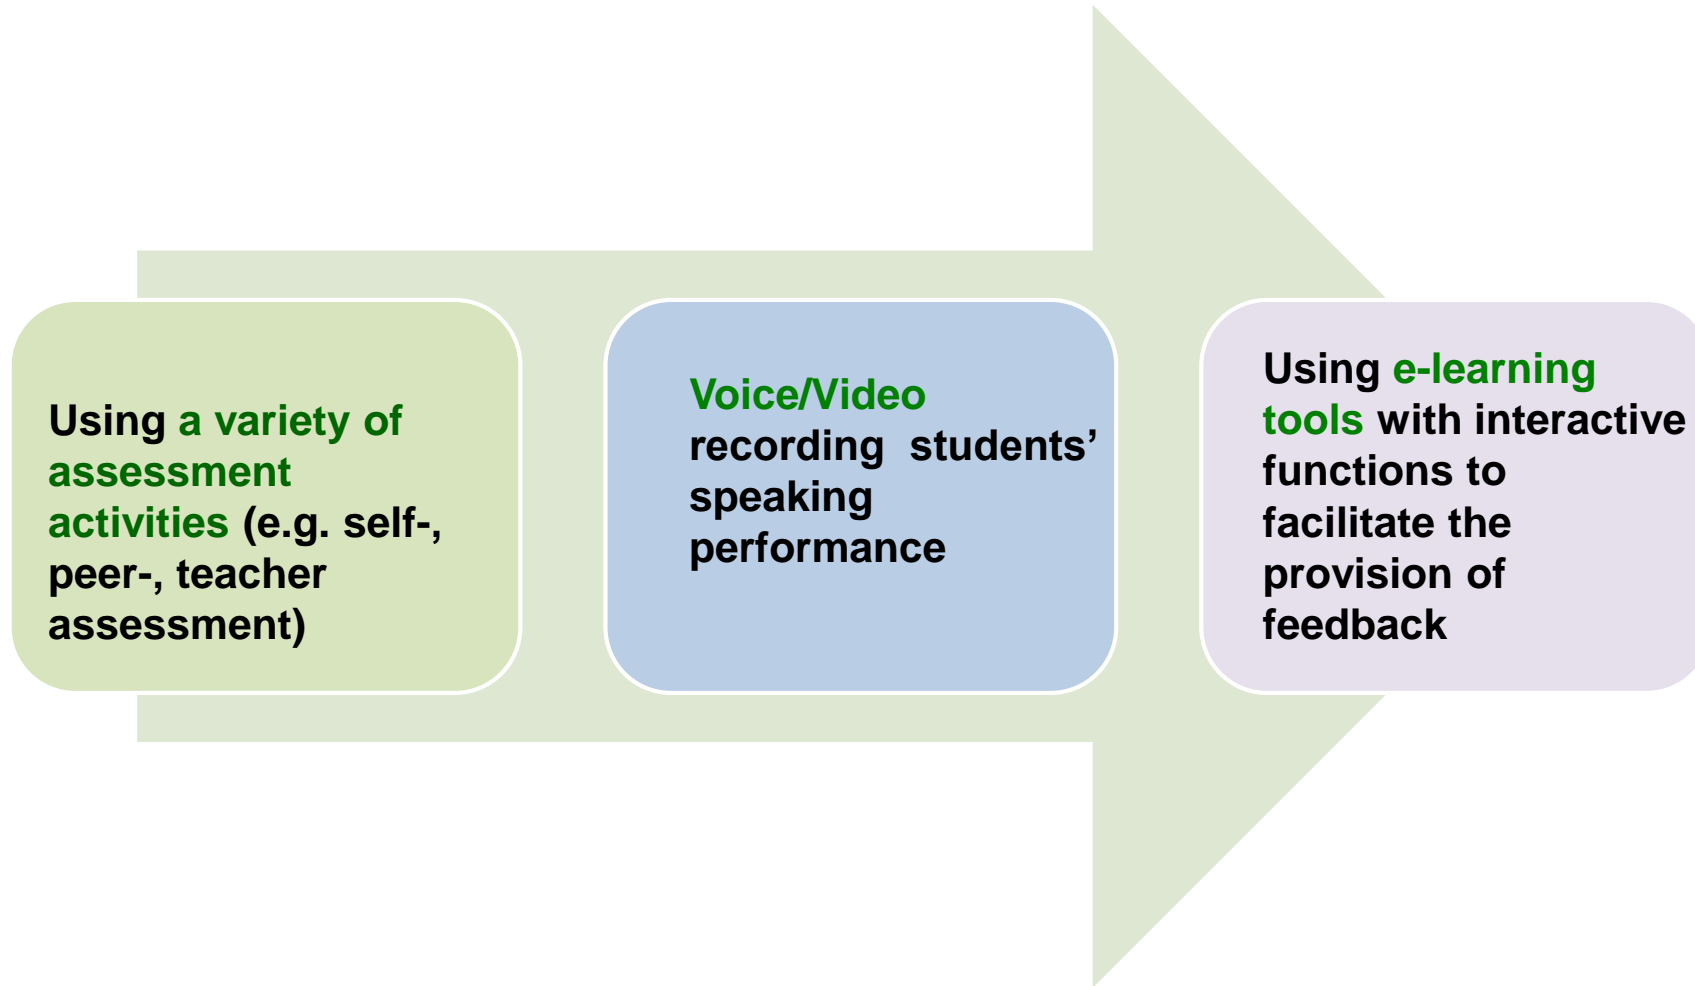 Using a variety of
assessment
activities (e.g. self-,
peer-, teacher
assessment)
Voice/Video
recording  students’
speaking
performance
Using e-learning
tools with interactive
functions to
facilitate the
provision of
feedback